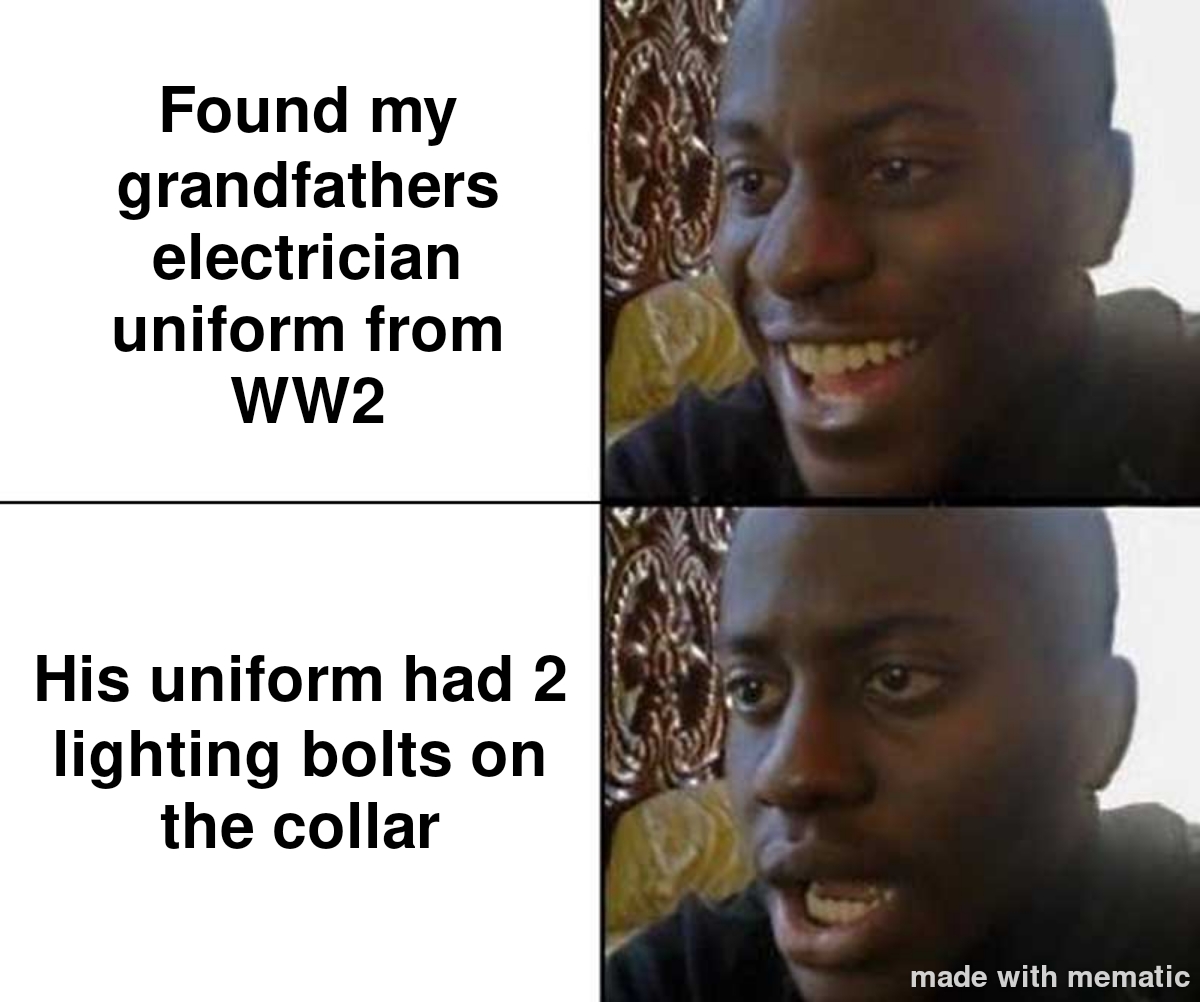 Found my
grandfathers
electrician
uniform from
WW2
His uniform had 2
lighting bolts on
the collar
made with mematic